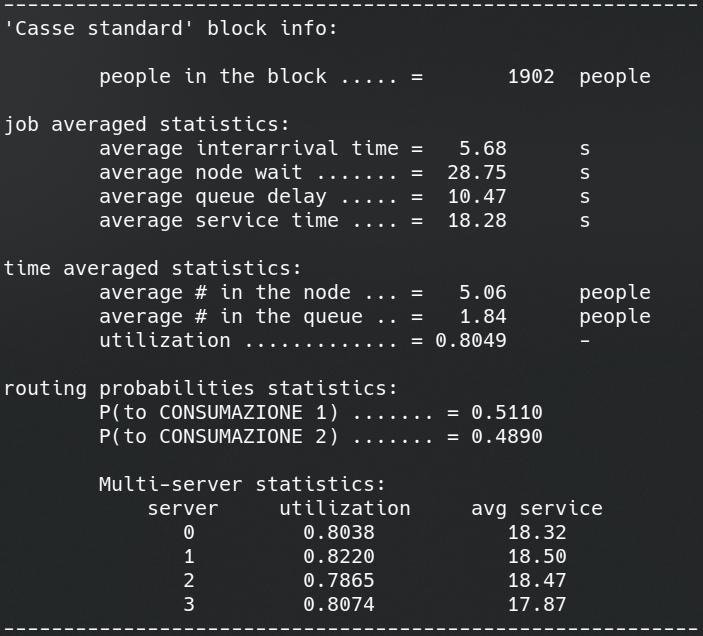 ----------------------------------------------------------
'Casse standard' block info:
people in the block ..... = 1902 people
job averaged statistics:
average interarrival time = 5.68 s
average node wait ....... = 28.75 s
average queue delay ..... = 10.47 s
average service time .... = 18.28 s
time averaged statistics:
average # in the node ... = 5.06 people
average # in the queue .. = 1.84 people
utilization ............. = 0.8049 -
routing probabilities statistics:
P(to CONSUMAZIONE 1) ....... = 0.5110
P(to CONSUMAZIONE 2) ....... = 0.4890
Multi-server statistics:
server utilization avg service
0 0.8038 18.32
1 0.8220 18.50
2 0.7865 18.47
3 0.8074 17.87
----------------------------------------------------------